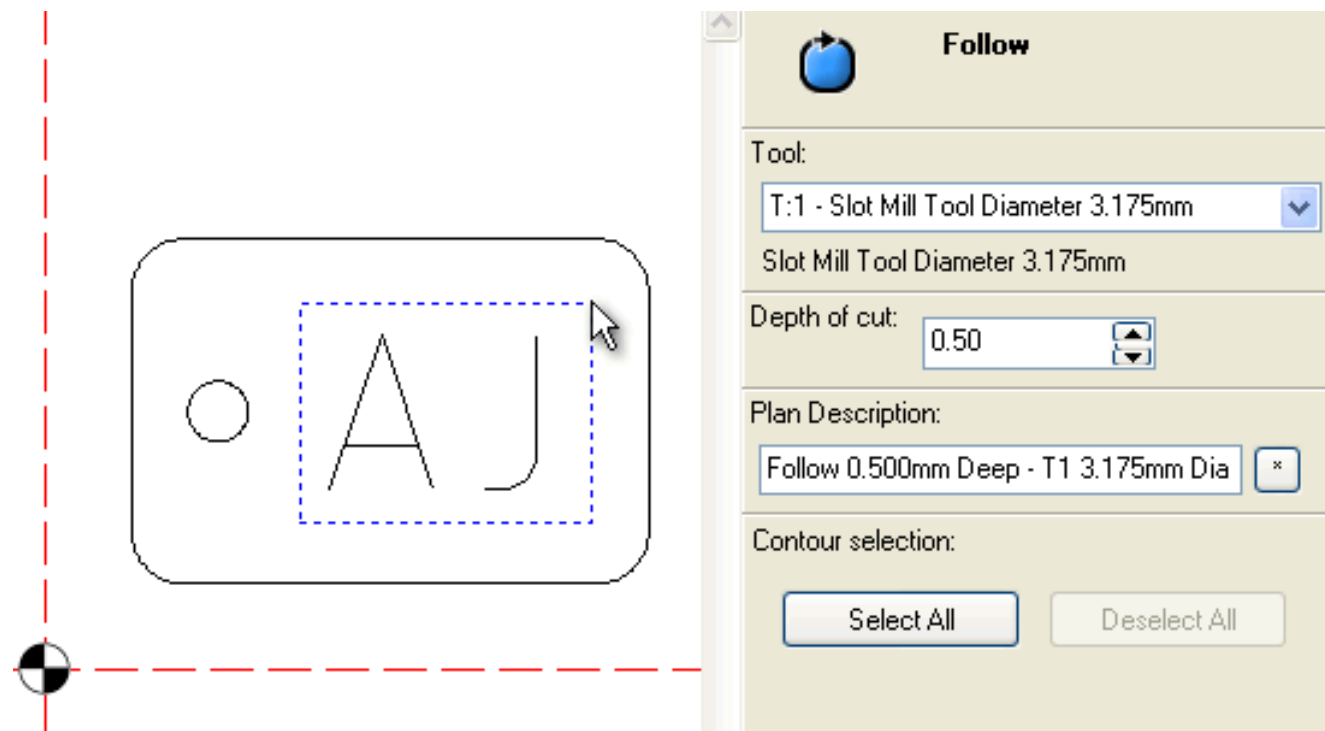 Follow
Tool:
T:1 - Slot Mill Tool Diameter 3.175mm
Slot Mill Tool Diameter 3.175mm
Depth of cut:
0.50
Plan Description:
Follow 0.500mm Deep - T1 3.175mm Dia
*
Contour selection:
Select All
Deselect All
A J